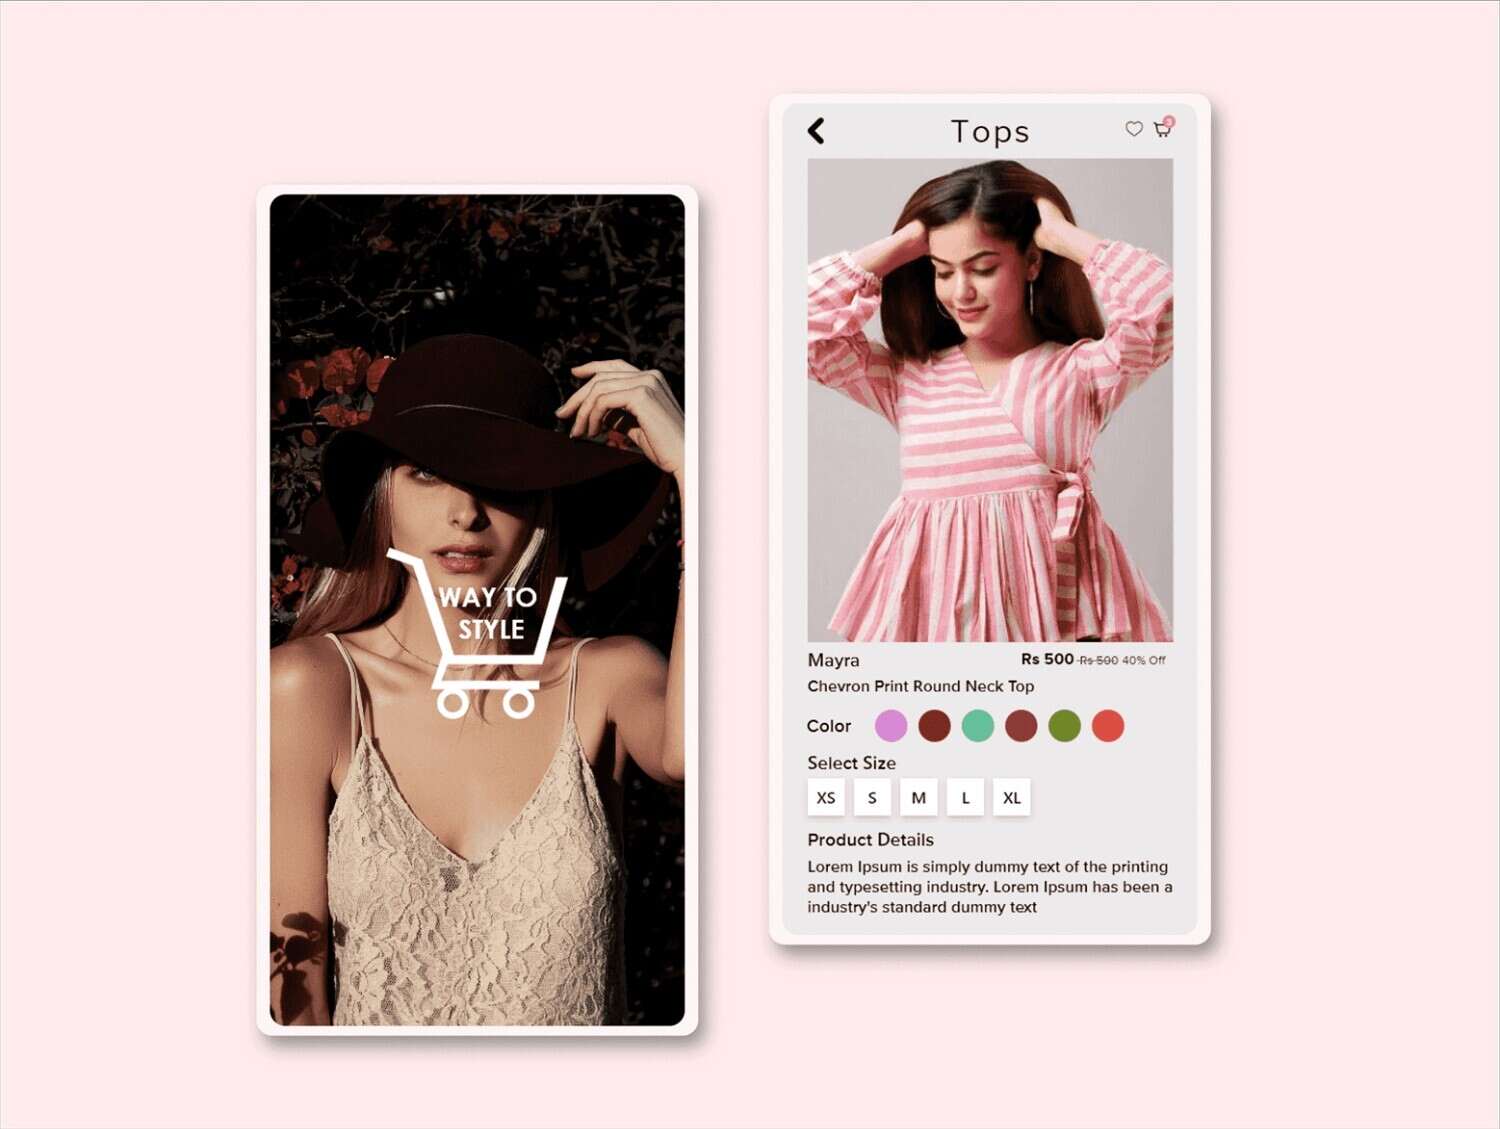 WAY TO
STYLE
Tops
3
Mayra
Rs 500 Rs 500 40% Off
Chevron Print Round Neck Top
Color
Select Size
XS S M L XL
Product Details
Lorem Ipsum is simply dummy text of the printing
and typesetting industry. Lorem Ipsum has been a
industry's standard dummy text